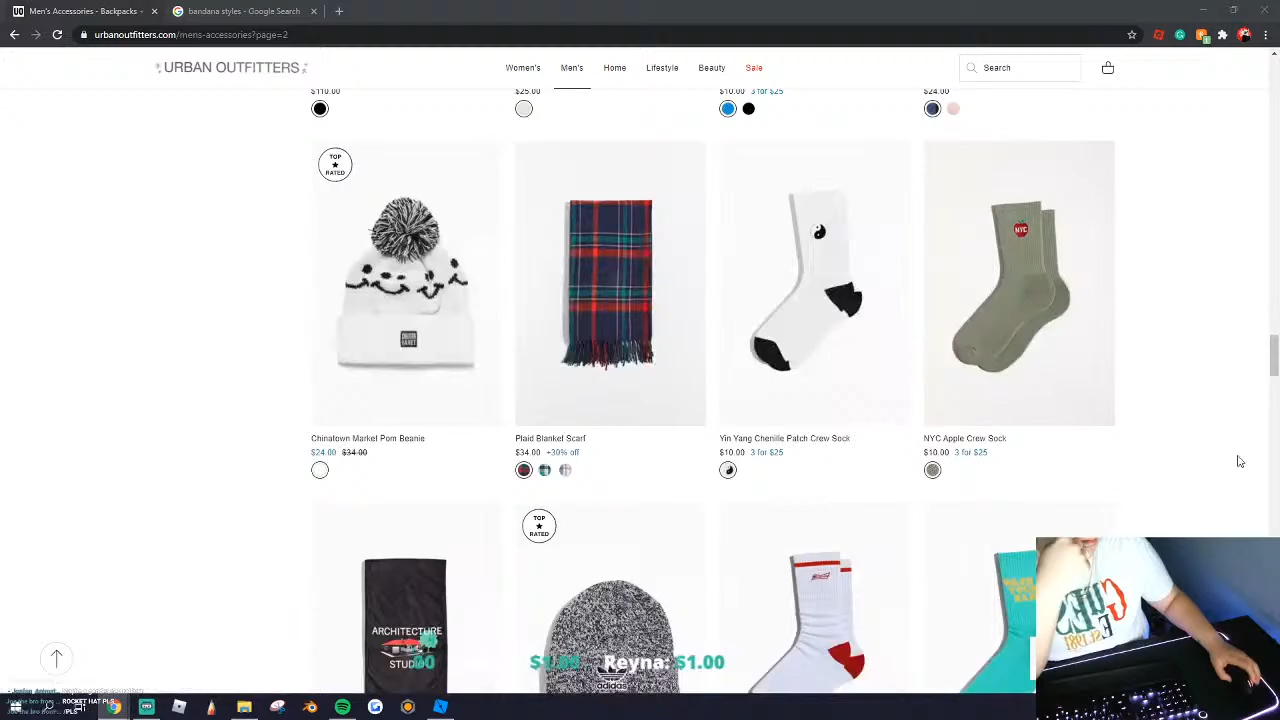 Men's Accessories - Backpacks -
bandana styles - Google Search
urbanoutfitters.com/mens-accessories?page=2
URBAN OUTFITTERS
Women's Men's Home Lifestyle Beauty Sale
Search
$110.00
$25.00
$10.00 3 for $25
$24.00
TOP
RATED
NYC
Chinatown Market Pom Beanie
$24.00 $34.00
Plaid Blanket Scarf
$34.00 +30% off
Yin Yang Chenille Patch Crew Sock
$10.00 3 for $25
NYC Apple Crew Sock
$10.00 3 for $25
TOP
RATED
ARCHITECTURE
adidas
$1.00 Reyna: $1.00
ROCKET HAT PLS